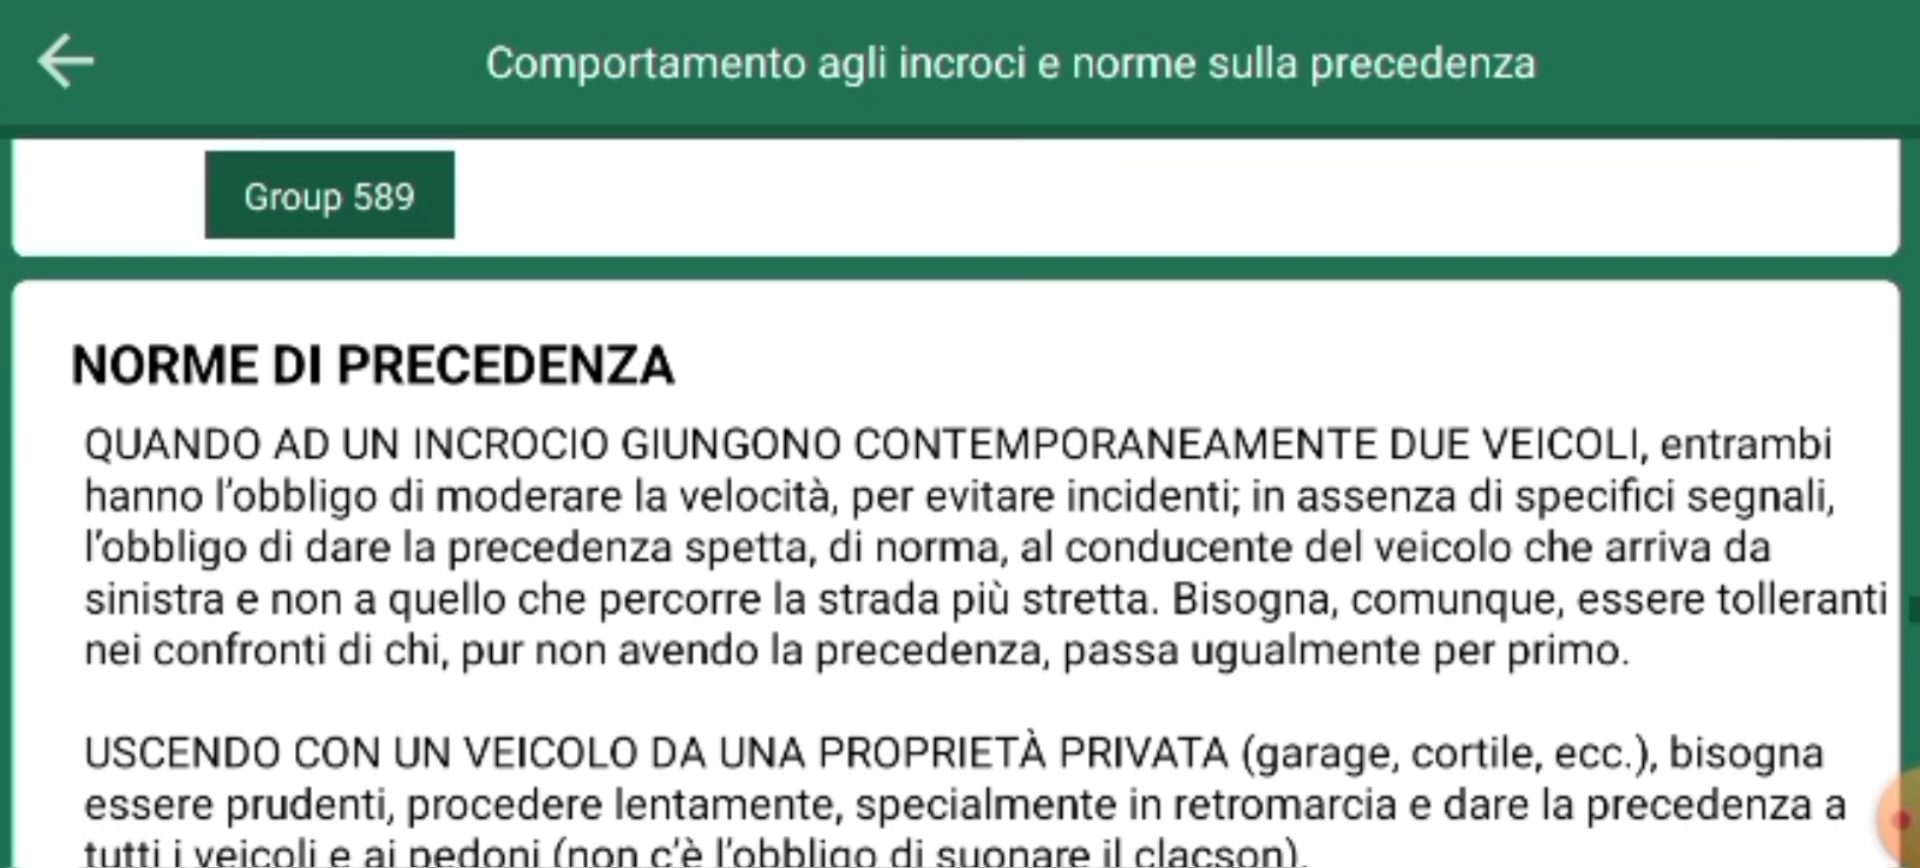 Comportamento agli incroci e norme sulla precedenza
Group 589
NORME DI PRECEDENZA
QUANDO AD UN INCROCIO GIUNGONO CONTEMPORANEAMENTE DUE VEICOLI, entrambi
hanno l’obbligo di moderare la velocità, per evitare incidenti; in assenza di specifici segnali,
l’obbligo di dare la precedenza spetta, di norma, al conducente del veicolo che arriva da
sinistra e non a quello che percorre la strada più stretta. Bisogna, comunque, essere tolleranti
nei confronti di chi, pur non avendo la precedenza, passa ugualmente per primo.
USCENDO CON UN VEICOLO DA UNA PROPRIETÀ PRIVATA (garage, cortile, ecc.), bisogna
essere prudenti, procedere lentamente, specialmente in retromarcia e dare la precedenza a
tutti i veicoli e ai pedoni (non c’è l’obbligo di suonare il clacson).